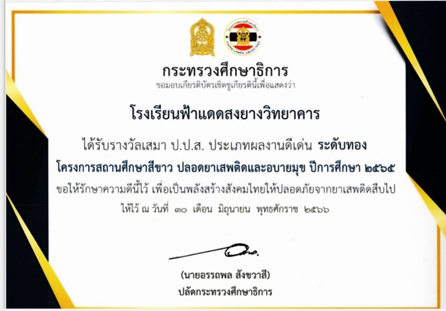 กระทรวงศึกษาธิการ
ขอมอบเกียรติบัตรเชิดชูเกียรตินี้เพื่อแสดงว่า
โรงเรียนฟ้าแดดสงยางวิทยาคาร
ได้รับรางวัลเสมา ป.ป.ส. ประเภทผลงานดีเด่น ระดับทอง
โครงการสถานศึกษาสีขาว ปลอดยาเสพติดและอบายมุข ปีการศึกษา ๒๕๖๕
ขอให้รักษาความดีนี้ไว้ เพื่อเป็นพลังสร้างสังคมไทยให้ปลอดภัยจากยาเสพติดสืบไป
ให้ไว้ ณ วันที่ ๓๐ เดือน มิถุนายน พุทธศักราช ๒๕๖๖
(นายอรรถพล สังขวาสี)
ปลัดกระทรวงศึกษาธิการ